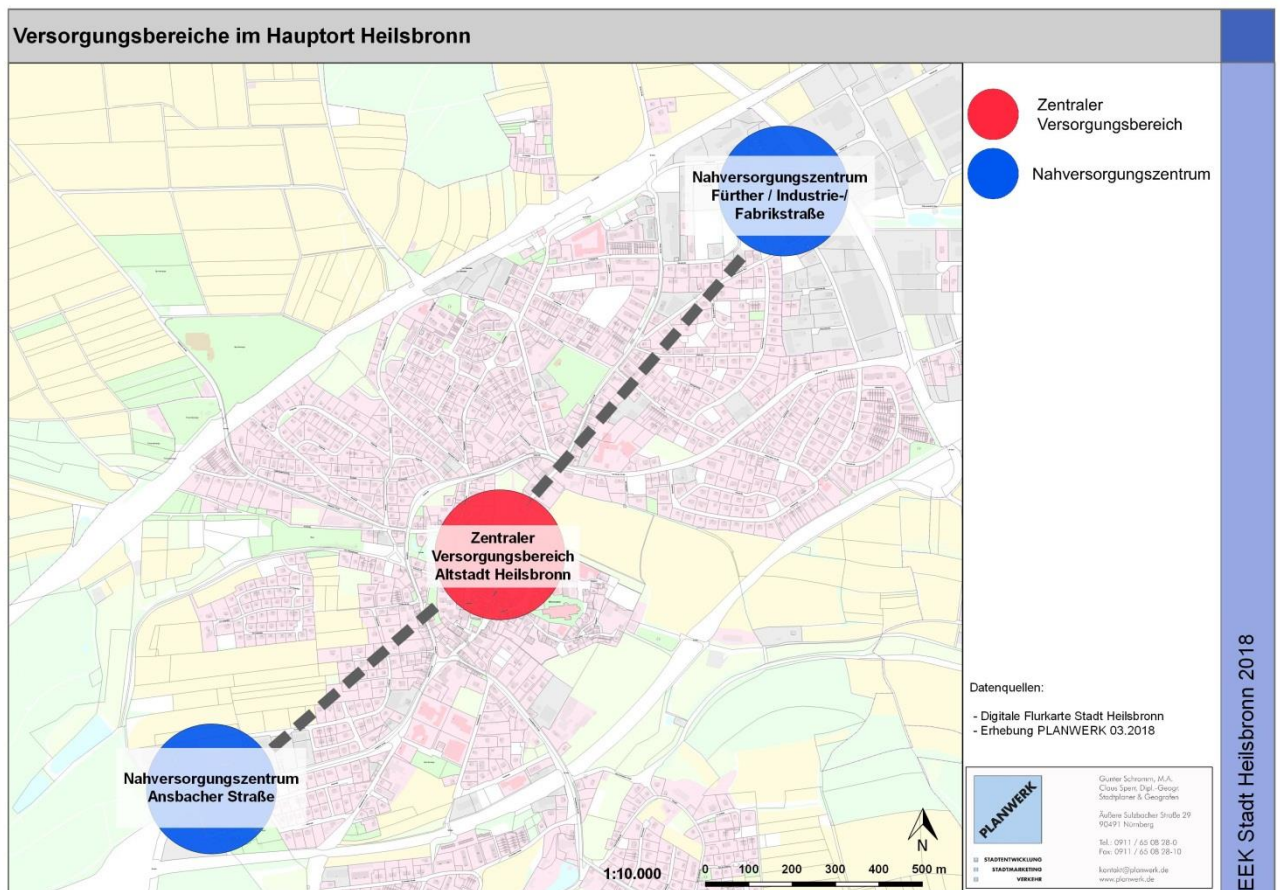 Versorgungsbereiche im Hauptort Heilsbronn
Zentraler
Versorgungsbereich
Nahversorgungszentrum
Nahversorgungszentrum
Fürther / Industrie-/
Fabrikstraße
Zentraler
Versorgungsbereich
Altstadt Heilsbronn
Nahversorgungszentrum
Ansbacher Straße
1:10.000
0 100 200 300 400 500 m
N
Datenquellen:
- Digitale Flurkarte Stadt Heilsbronn
- Erhebung PLANWERK 03.2018
PLANWERK
STADTENTWICKLUNG
STADTMARKETING
VERKEHR
Gunter Schramm, M.A.
Claus Sperr, Dipl.-Geogr.
Stadtplaner & Geografen
Äußere Sulzbacher Straße 29
90491 Nürnberg
Tel.: 0911 / 65 08 28-0
Fax: 0911 / 65 08 28-10
kontakt@planwerk.de
www.planwerk.de
EEK Stadt Heilsbronn 2018